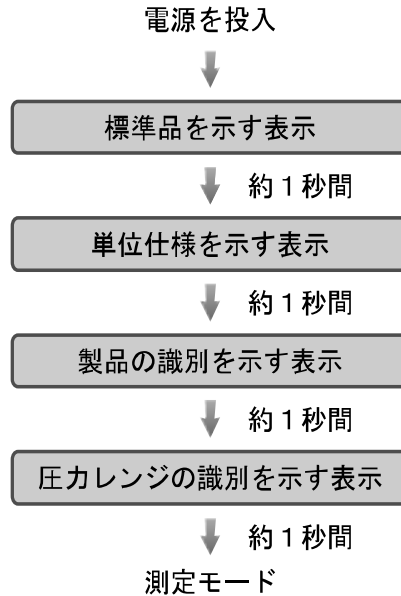 電源を投入
標準品を示す表示
約1秒間
単位仕様を示す表示
約1秒間
製品の識別を示す表示
約1秒間
圧力レンジの識別を示す表示
約1秒間
測定モード